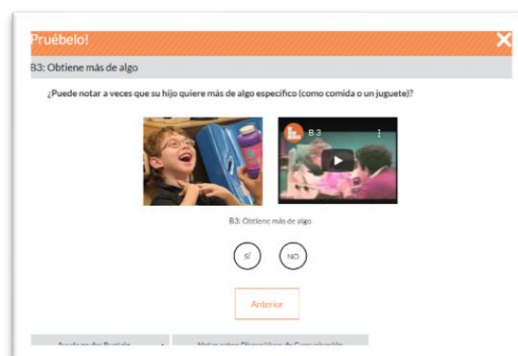 Pruébelo!
B3: Obtiene más de algo
¿Puede notar a veces que su hijo quiere más de algo específico (como comida o un juguete)?
B 3
B3: Obtiene más de algo
SÍ NO
Anterior